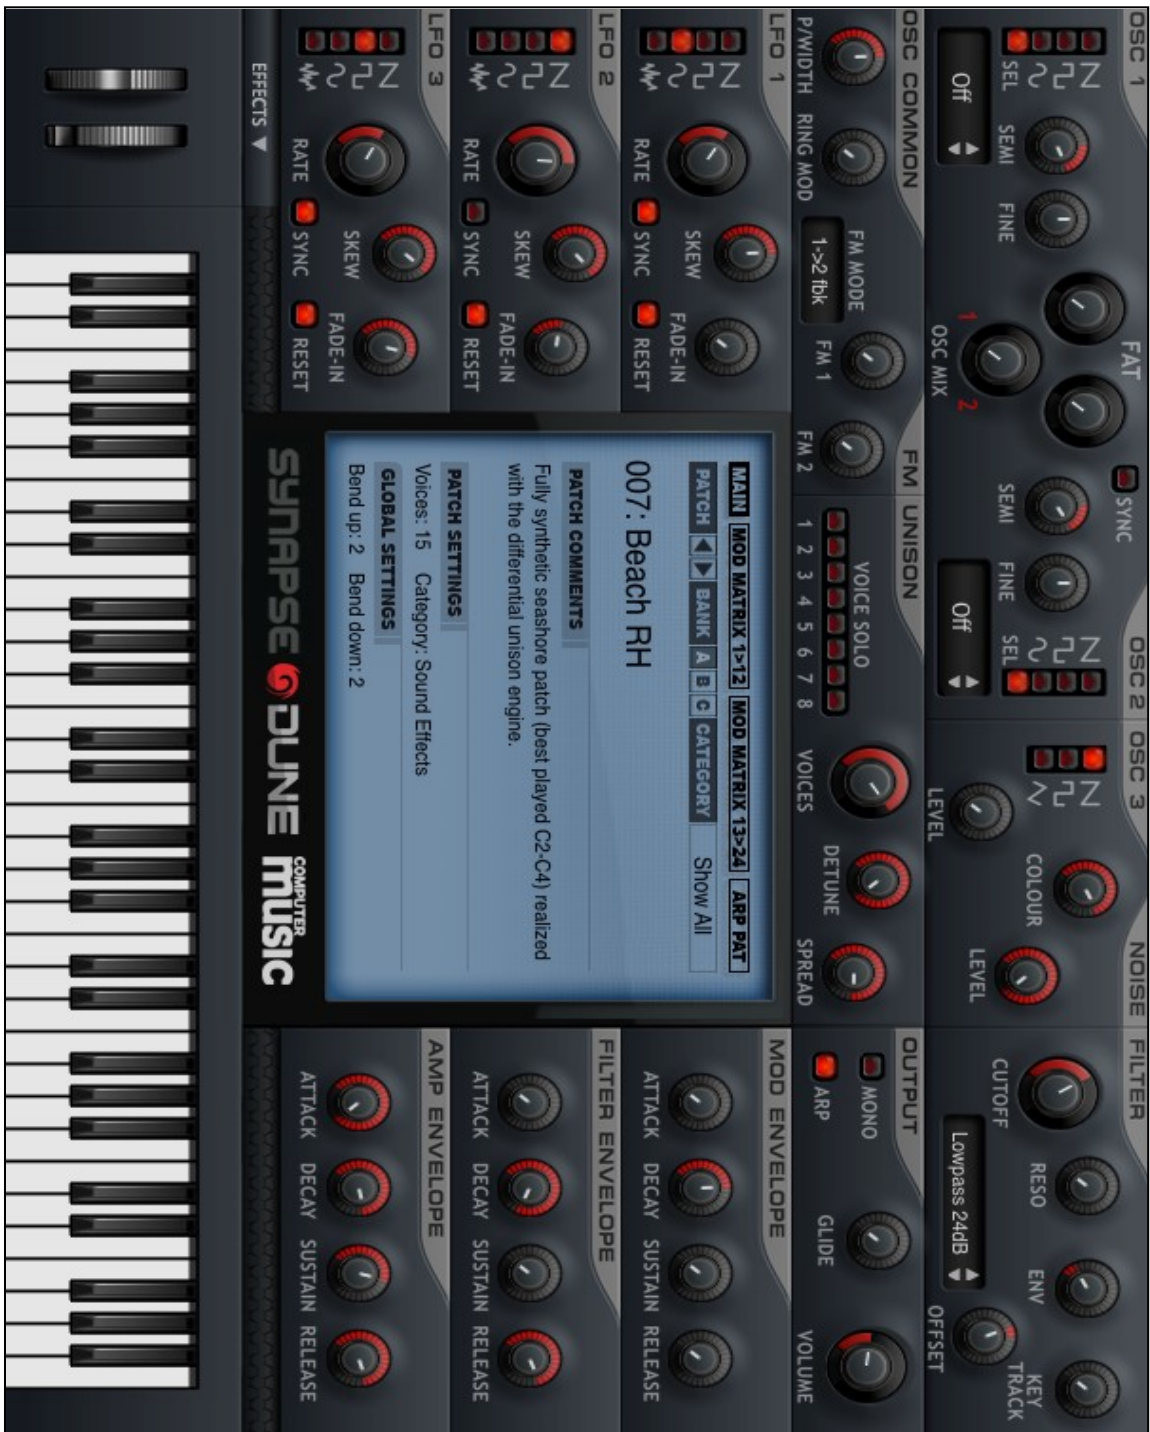 OSC 1
OSC 2
OSC 3
NOISE
FILTER
SEL
SEMI
FINE
FAT
SYNC
SEMI
FINE
SEL
Off
1
OSC MIX
2
Off
LEVEL
COLOUR
LEVEL
CUTOFF
RESO
ENV
KEY
TRACK
Lowpass 24dB
OFFSET
OSC COMMON
FM
UNISON
OUTPUT
P/WIDTH
RING MOD
FM MODE
1->2 fbk
FM 1
FM 2
VOICE SOLO
1 2 3 4 5 6 7 8
VOICES
DETUNE
SPREAD
MONO
ARP
GLIDE
VOLUME
LFO 1
RATE
SYNC
SKEW
FADE-IN
RESET
LFO 2
RATE
SYNC
SKEW
FADE-IN
RESET
LFO 3
RATE
SYNC
SKEW
FADE-IN
RESET
EFFECTS ▼
MAIN MOD MATRIX 1>12 MOD MATRIX 13>24 ARP PAT
PATCH ◀ ▶ BANK A B C CATEGORY Show All
007: Beach RH
PATCH COMMENTS
Fully synthetic seashore patch (best played C2-C4) realized
with the differential unison engine.
PATCH SETTINGS
Voices: 15 Category: Sound Effects
GLOBAL SETTINGS
Bend up: 2 Bend down: 2
SYNAPSE DUNE COMPUTER MUSIC
MOD ENVELOPE
ATTACK DECAY SUSTAIN RELEASE
FILTER ENVELOPE
ATTACK DECAY SUSTAIN RELEASE
AMP ENVELOPE
ATTACK DECAY SUSTAIN RELEASE